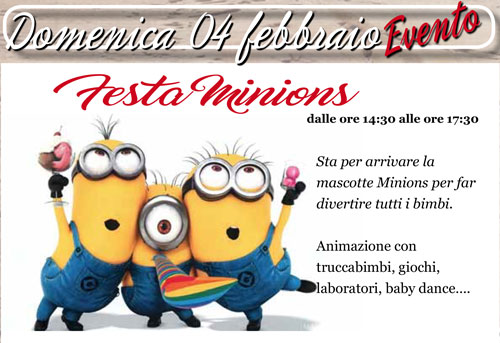 Domenica 04 febbraio Evento
Festa Minions
dalle ore 14:30 alle ore 17:30
Sta per arrivare la
mascotte Minions per far
divertire tutti i bimbi.
Animazione con
truccabimbi, giochi,
laboratori, baby dance....